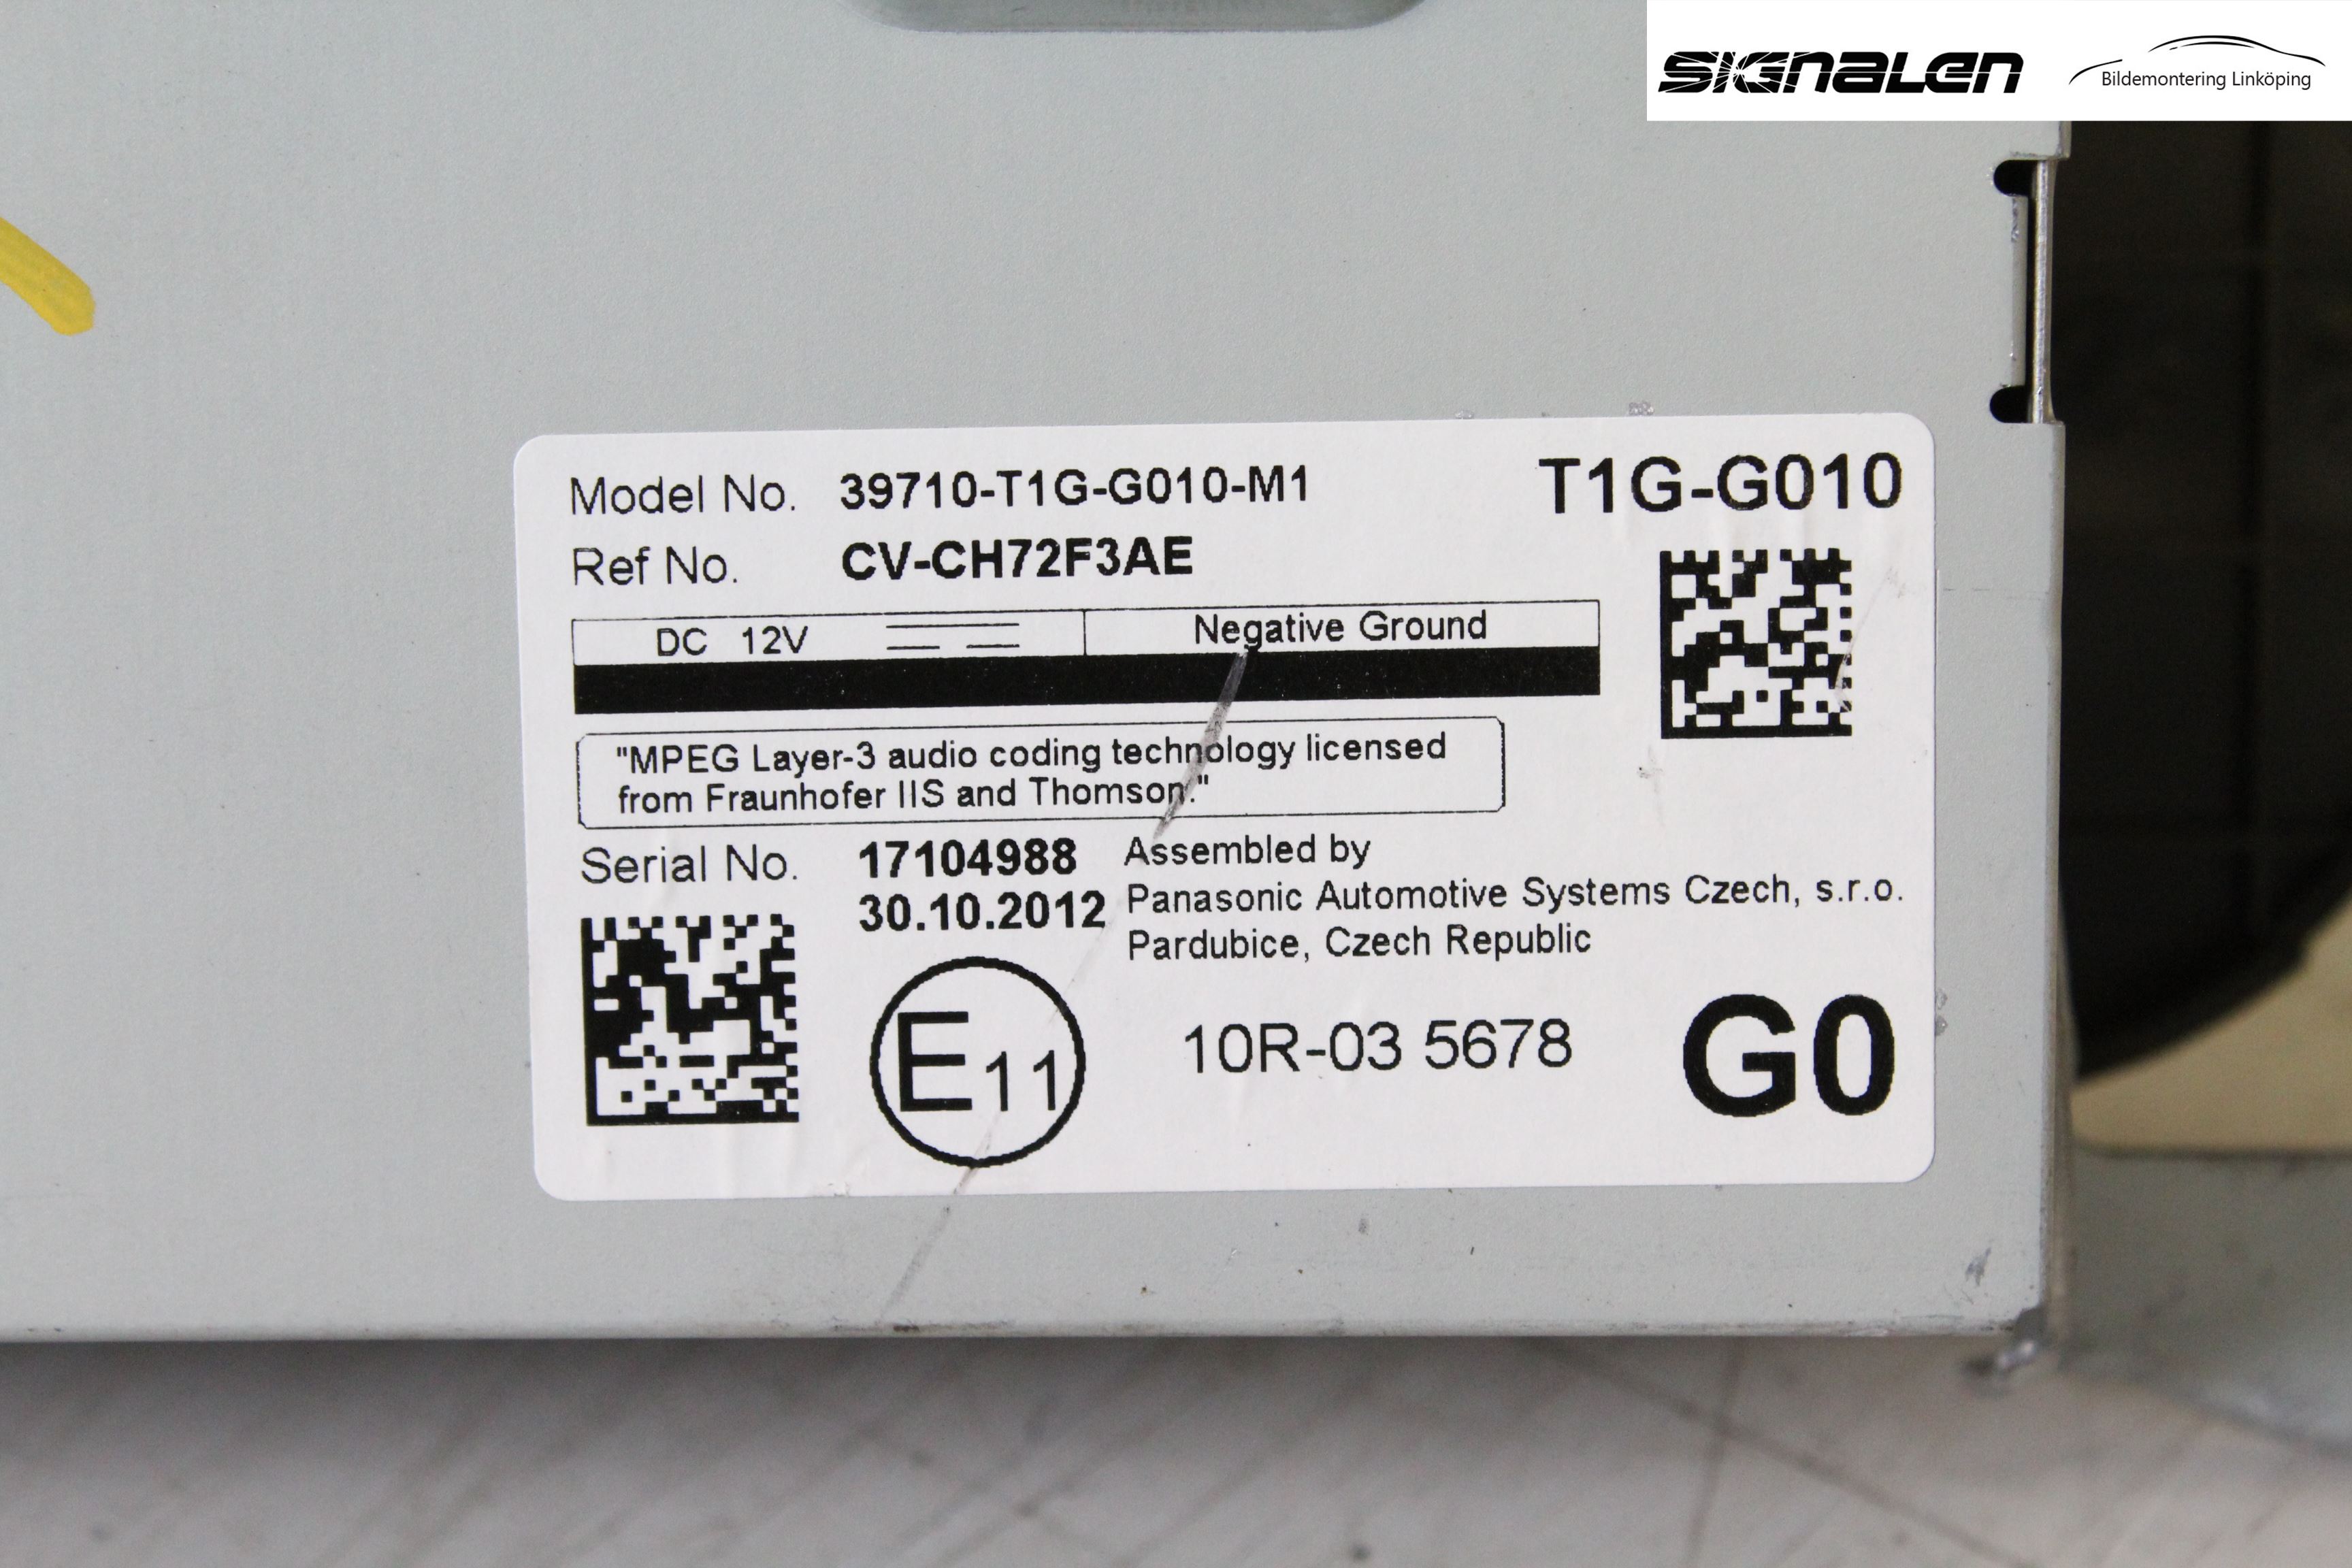 SIGNALEN
Bildemontering Linköping
Model No. 39710-T1G-G010-M1
T1G-G010
Ref No. CV-CH72F3AE
DC 12V
Negative Ground
"MPEG Layer-3 audio coding technology licensed
from Fraunhofer IIS and Thomson."
Serial No. 17104988
30.10.2012
Assembled by
Panasonic Automotive Systems Czech, s.r.o.
Pardubice, Czech Republic
E11
10R-03 5678
G0